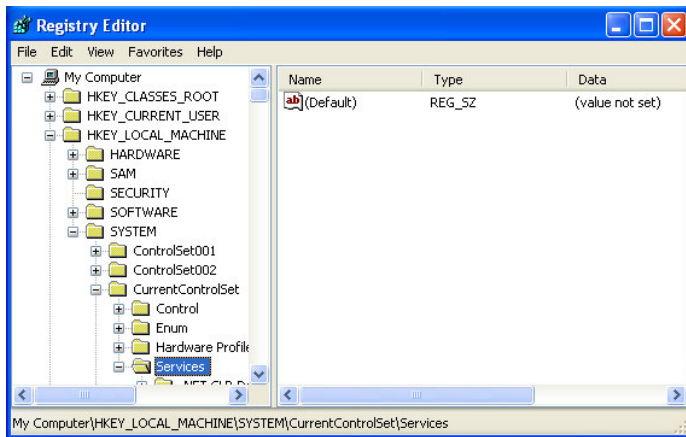 Registry Editor
File Edit View Favorites Help
My Computer
HKEY_CLASSES_ROOT
HKEY_CURRENT_USER
HKEY_LOCAL_MACHINE
HARDWARE
SAM
SECURITY
SOFTWARE
SYSTEM
ControlSet001
ControlSet002
CurrentControlSet
Control
Enum
Hardware Profile
Services
Name Type Data
ab (Default) REG_SZ (value not set)
My Computer\HKEY_LOCAL_MACHINE\SYSTEM\CurrentControlSet\Services